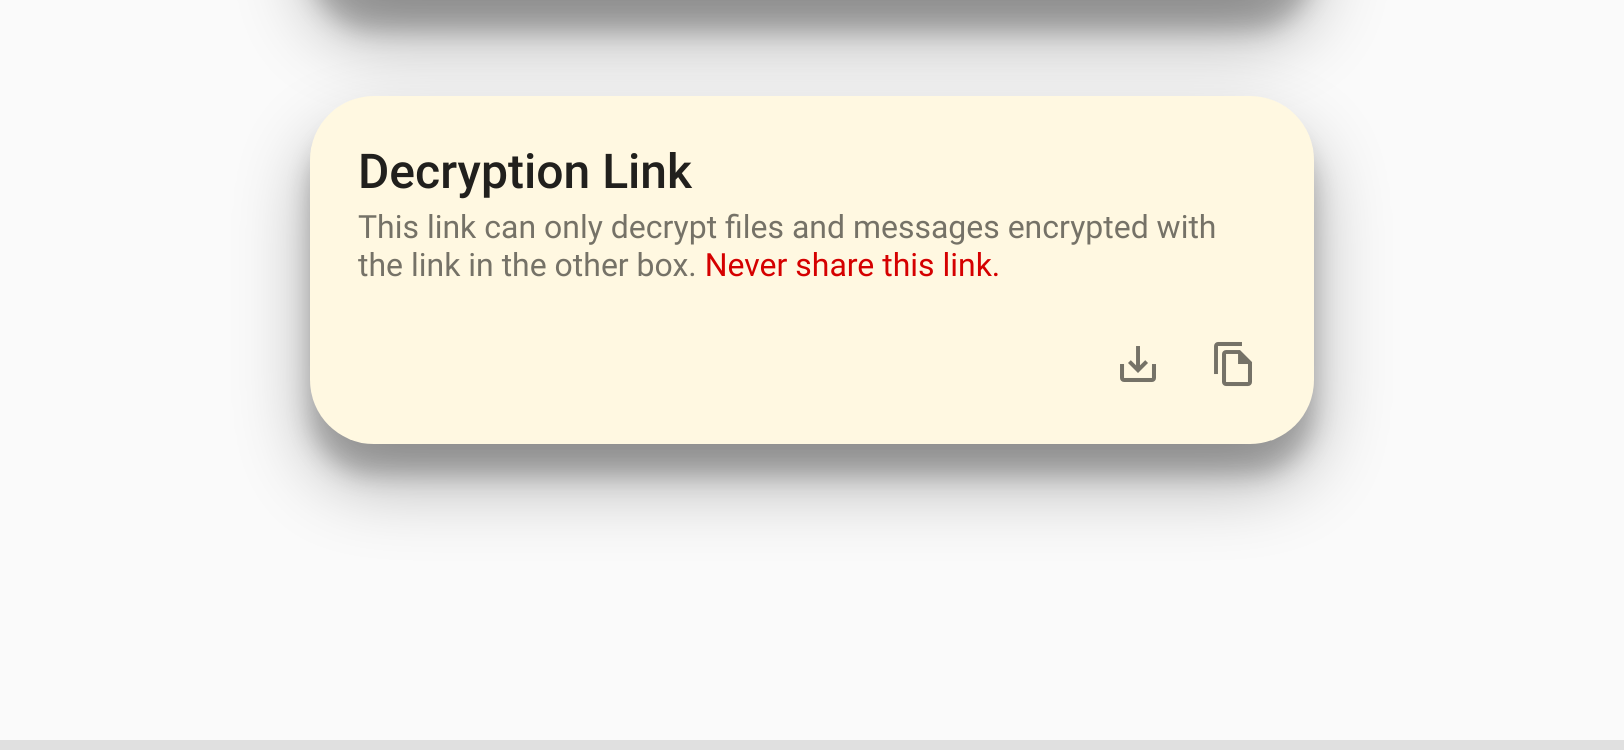 Decryption Link
This link can only decrypt files and messages encrypted with
the link in the other box. Never share this link.